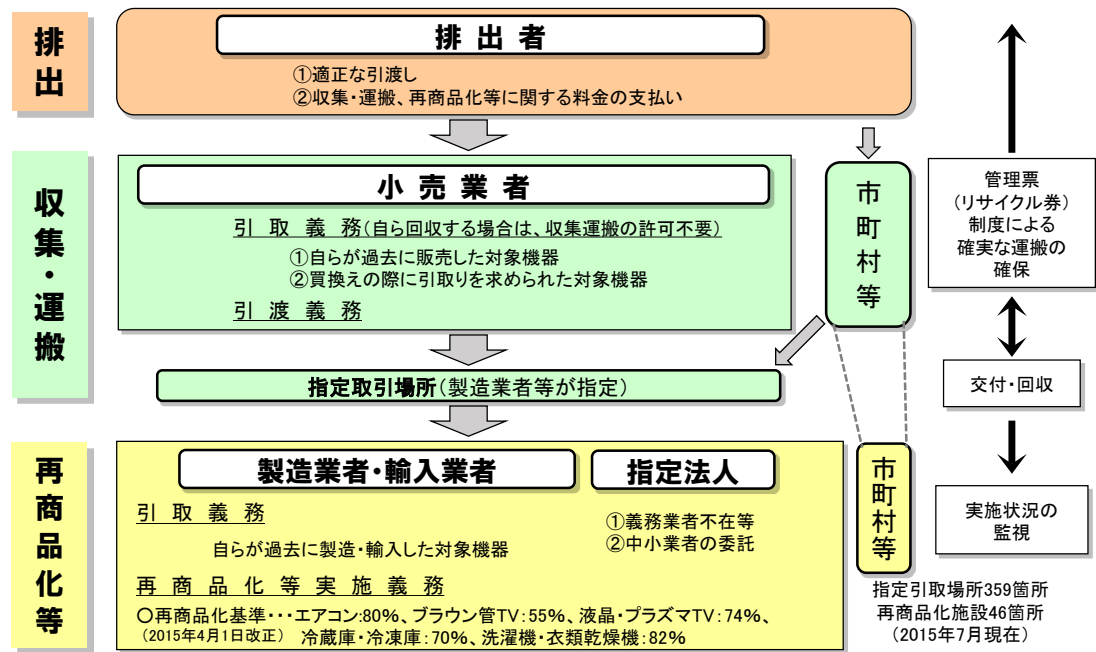 排出
排出者
①適正な引渡し
②収集・運搬、再商品化等に関する料金の支払い
収集・運搬
小売業者
引取義務(自ら回収する場合は、収集運搬の許可不要)
①自らが過去に販売した対象機器
②買換えの際に引取りを求められた対象機器
引渡義務
市町村等
指定取引場所(製造業者等が指定)
管理票
(リサイクル券)
制度による
確実な運搬の
確保
交付・回収
実施状況の
監視
再商品化等
製造業者・輸入業者
指定法人
引取義務
自らが過去に製造・輸入した対象機器
①義務業者不在等
②中小業者の委託
再商品化等実施義務
〇再商品化基準・・・エアコン:80%、ブラウン管TV:55%、液晶・プラズマTV:74%、
(2015年4月1日改正) 冷蔵庫・冷凍庫:70%、洗濯機・衣類乾燥機:82%
市町村等
指定引取場所359箇所
再商品化施設46箇所
(2015年7月現在)